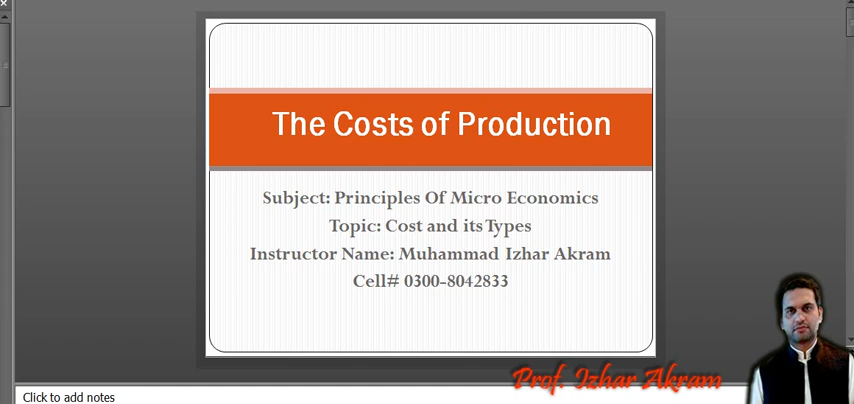 The Costs of Production
Subject: Principles Of Micro Economics
Topic: Cost and its Types
Instructor Name: Muhammad Izhar Akram
Cell# 0300-8042833
Prof. Izhar Akram
Click to add notes